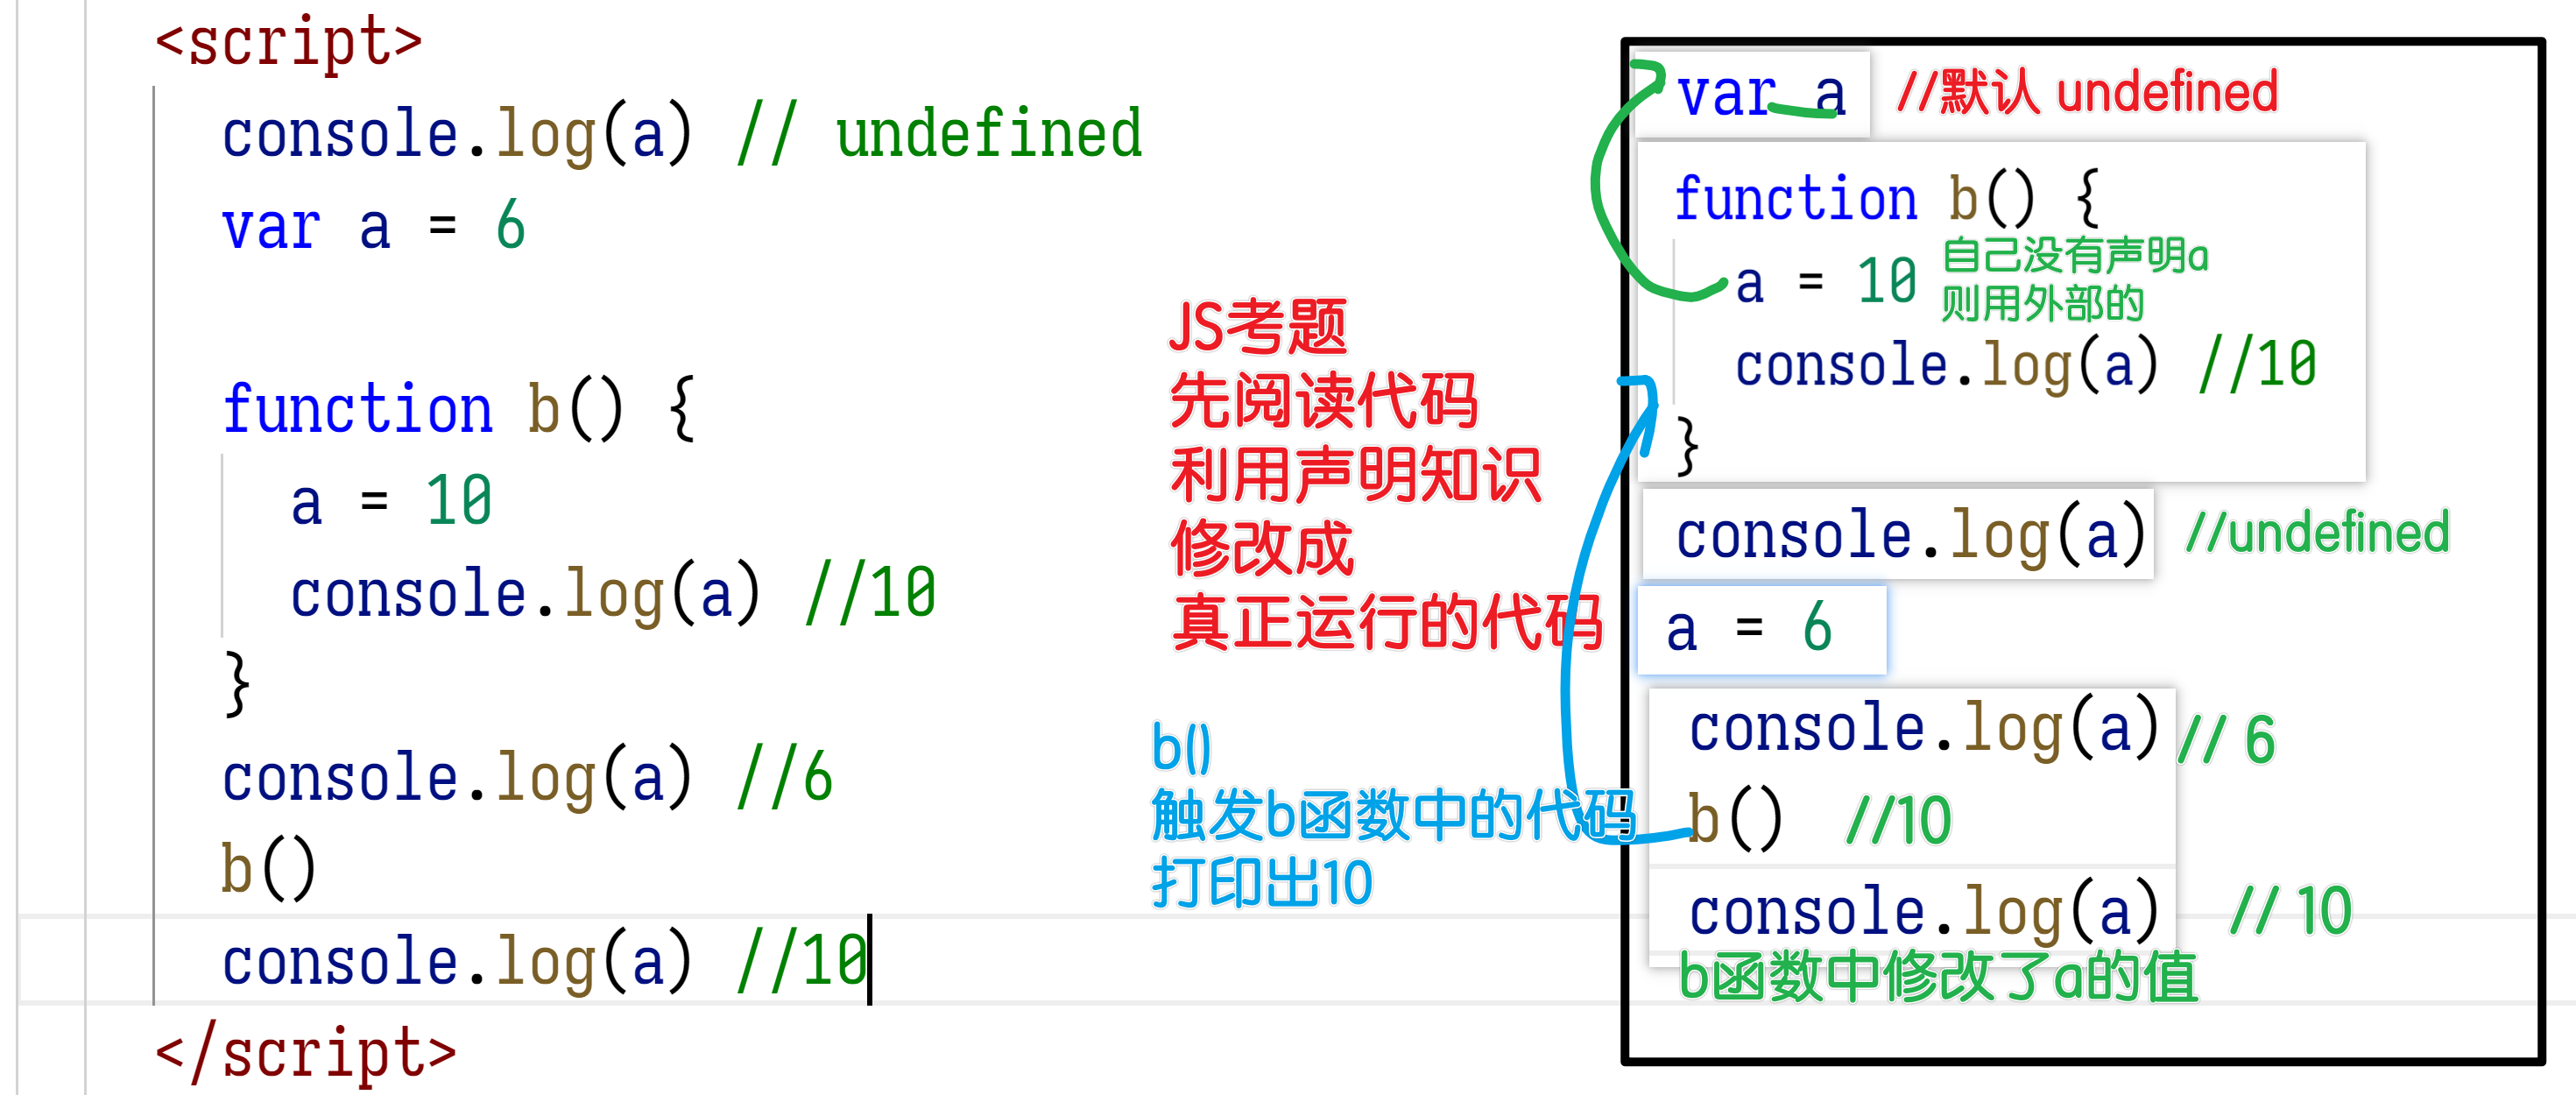 <script>
console.log(a) // undefined
var a = 6
function b() {
a = 10
console.log(a) //10
}
console.log(a) //6
b()
console.log(a) //10
</script>
JS考题
先阅读代码
利用声明知识
修改成
真正运行的代码
b()
触发b函数中的代码
打印出10
var a //默认 undefined
function b() {
a = 10 自己没有声明a
则用外部的
console.log(a) //10
}
console.log(a) //undefined
a = 6
console.log(a) // 6
b() //10
console.log(a) // 10
b函数中修改了a的值